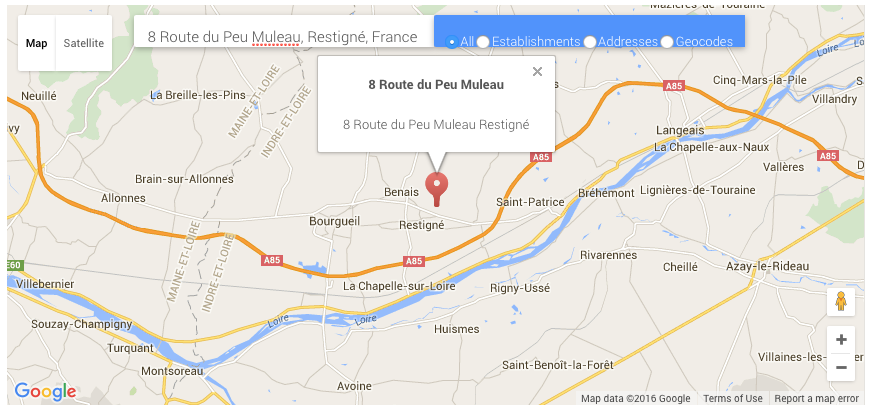 Mazières-de-Touraine
Map
Satellite
8 Route du Peu Muleau, Restigné, France
All Establishments Addresses Geocodes
Loire
8 Route du Peu Muleau
8 Route du Peu Muleau Restigné
Neuillé
La Breille-les-Pins
MAINE-ET-LOIRE
INDRE-ET-LOIRE
Cinq-Mars-la-Pile
A85
Villandry
Langeais
La Chapelle-aux-Naux
A85
A85
Vallères
Brain-sur-Allonnes
Allonnes
Benais
Bréhémont
Lignières-de-Touraine
Saint-Patrice
Bourgueil
Restigné
MAINE-ET-LOIRE
INDRE-ET-LOIRE
A85
A85
Rivarennes
Cheillé
Azay-le-Rideau
E60
Villebernier
La Chapelle-sur-Loire
Rigny-Ussé
Souzay-Champigny
Loire
Loire
Huismes
Turquant
Montsoreau
Saint-Benoît-la-Forêt
Villaines-les-
Avoine
Google
Map data ©2016 Google
Terms of Use
Report a map error